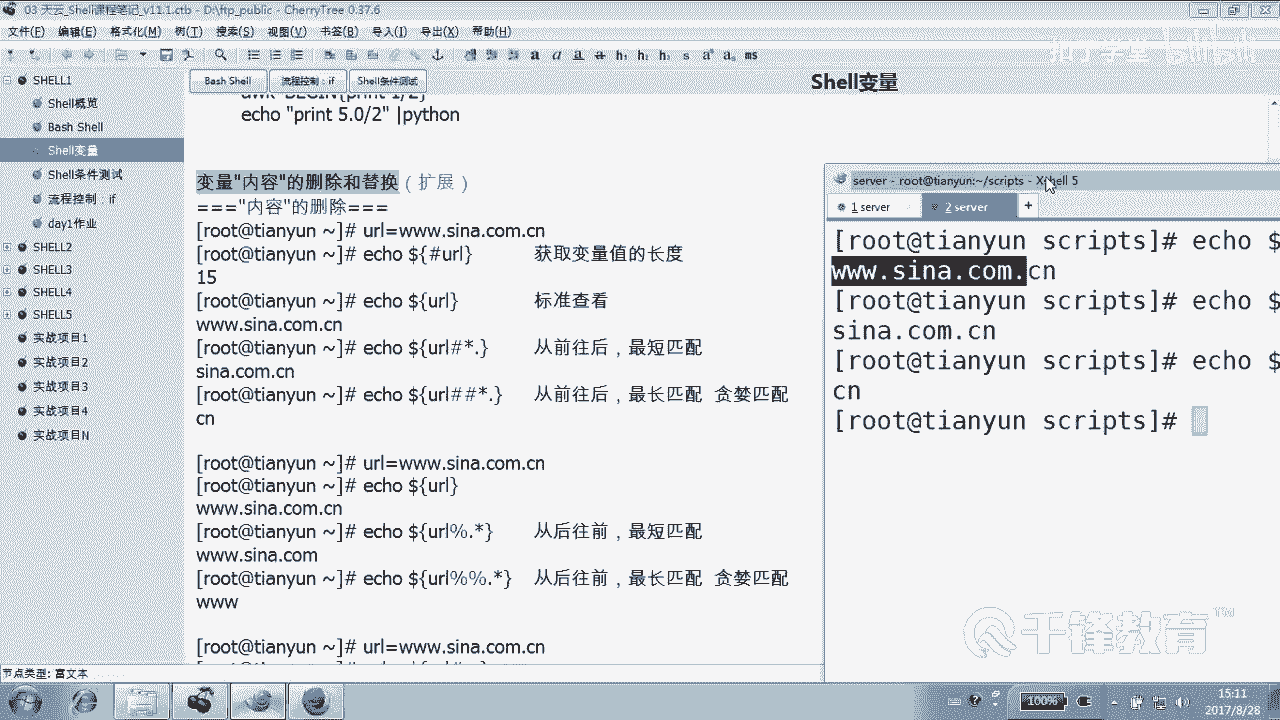 03 天云_Shell课程笔记_v11.1.ctb - D:\ftp_public - CherryTree 0.37.6
文件(F) 编辑(E) 格式化(M) 树(T) 搜索(S) 视图(V) 书签(B) 导入(I) 导出(X) 帮助(H)
SHELL1
Shell概览
Bash Shell
Shell变量
Shell条件测试
流程控制 if
day1作业
SHELL2
SHELL3
SHELL4
SHELL5
实战项目1
实战项目2
实战项目3
实战项目4
实战项目N
Bash Shell 流程控制：if Shell条件测试
Shell变量
awk 'BEGIN{print 1/2}'
echo "print 5.0/2" |python
变量"内容"的删除和替换（扩展）
==="内容"的删除===
[root@tianyun ~]# url=www.sina.com.cn
[root@tianyun ~]# echo ${#url} 获取变量值的长度
15
[root@tianyun ~]# echo ${url} 标准查看
www.sina.com.cn
[root@tianyun ~]# echo ${url#*.} 从前往后，最短匹配
sina.com.cn
[root@tianyun ~]# echo ${url##*.} 从前往后，最长匹配 贪婪匹配
cn
[root@tianyun ~]# url=www.sina.com.cn
[root@tianyun ~]# echo ${url}
www.sina.com.cn
[root@tianyun ~]# echo ${url%.*} 从后往前，最短匹配
www.sina.com
[root@tianyun ~]# echo ${url%%.*} 从后往前，最长匹配 贪婪匹配
www
[root@tianyun ~]# url=www.sina.com.cn
server - root@tianyun:~/scripts - Xshell 5
1 server 2 server +
[root@tianyun scripts]# echo $
www.sina.com.cn
[root@tianyun scripts]# echo $
sina.com.cn
[root@tianyun scripts]# echo $
cn
[root@tianyun scripts]#
扣丁学堂 bilibili
千锋教育™
节点类型: 富文本
100%
15:11
2017/8/28